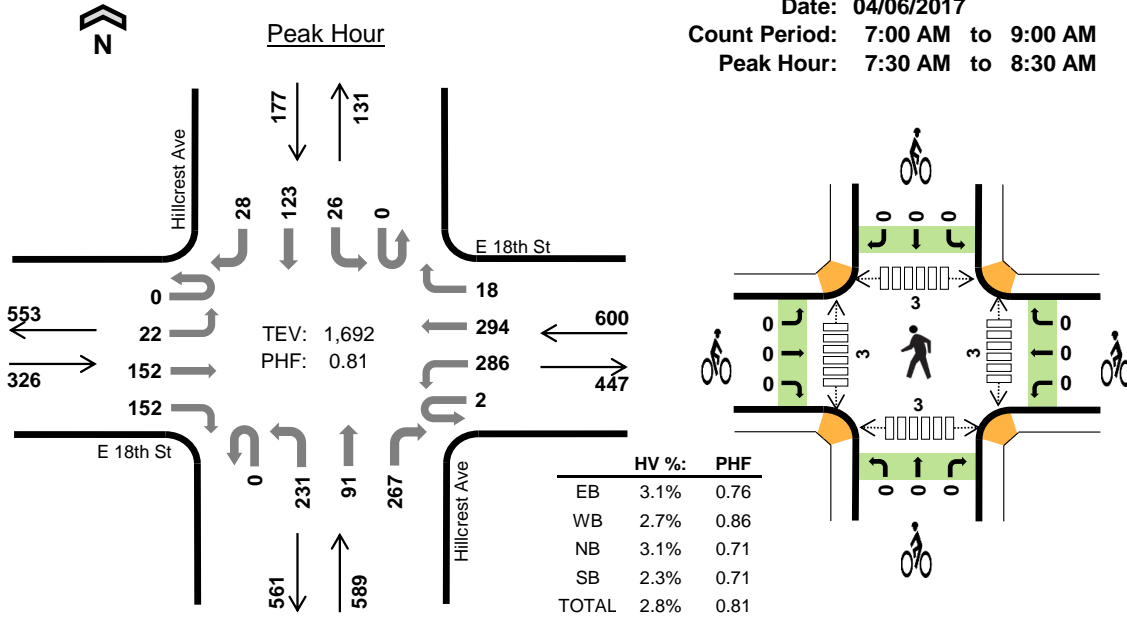 Date: 04/06/2017
N
Peak Hour
Count Period: 7:00 AM to 9:00 AM
Peak Hour: 7:30 AM to 8:30 AM
177
131
Hillcrest Ave
28
123
26
0
E 18th St
0
18
553
22
TEV: 1,692
294
600
326
152
PHF: 0.81
286
447
152
2
E 18th St
0
231
91
267
Hillcrest Ave
561
589
HV %: PHF
EB 3.1% 0.76
WB 2.7% 0.86
NB 3.1% 0.71
SB 2.3% 0.71
TOTAL 2.8% 0.81
0 0 0
3
0
0
0
3
3
0
0
0
3
0 0 0